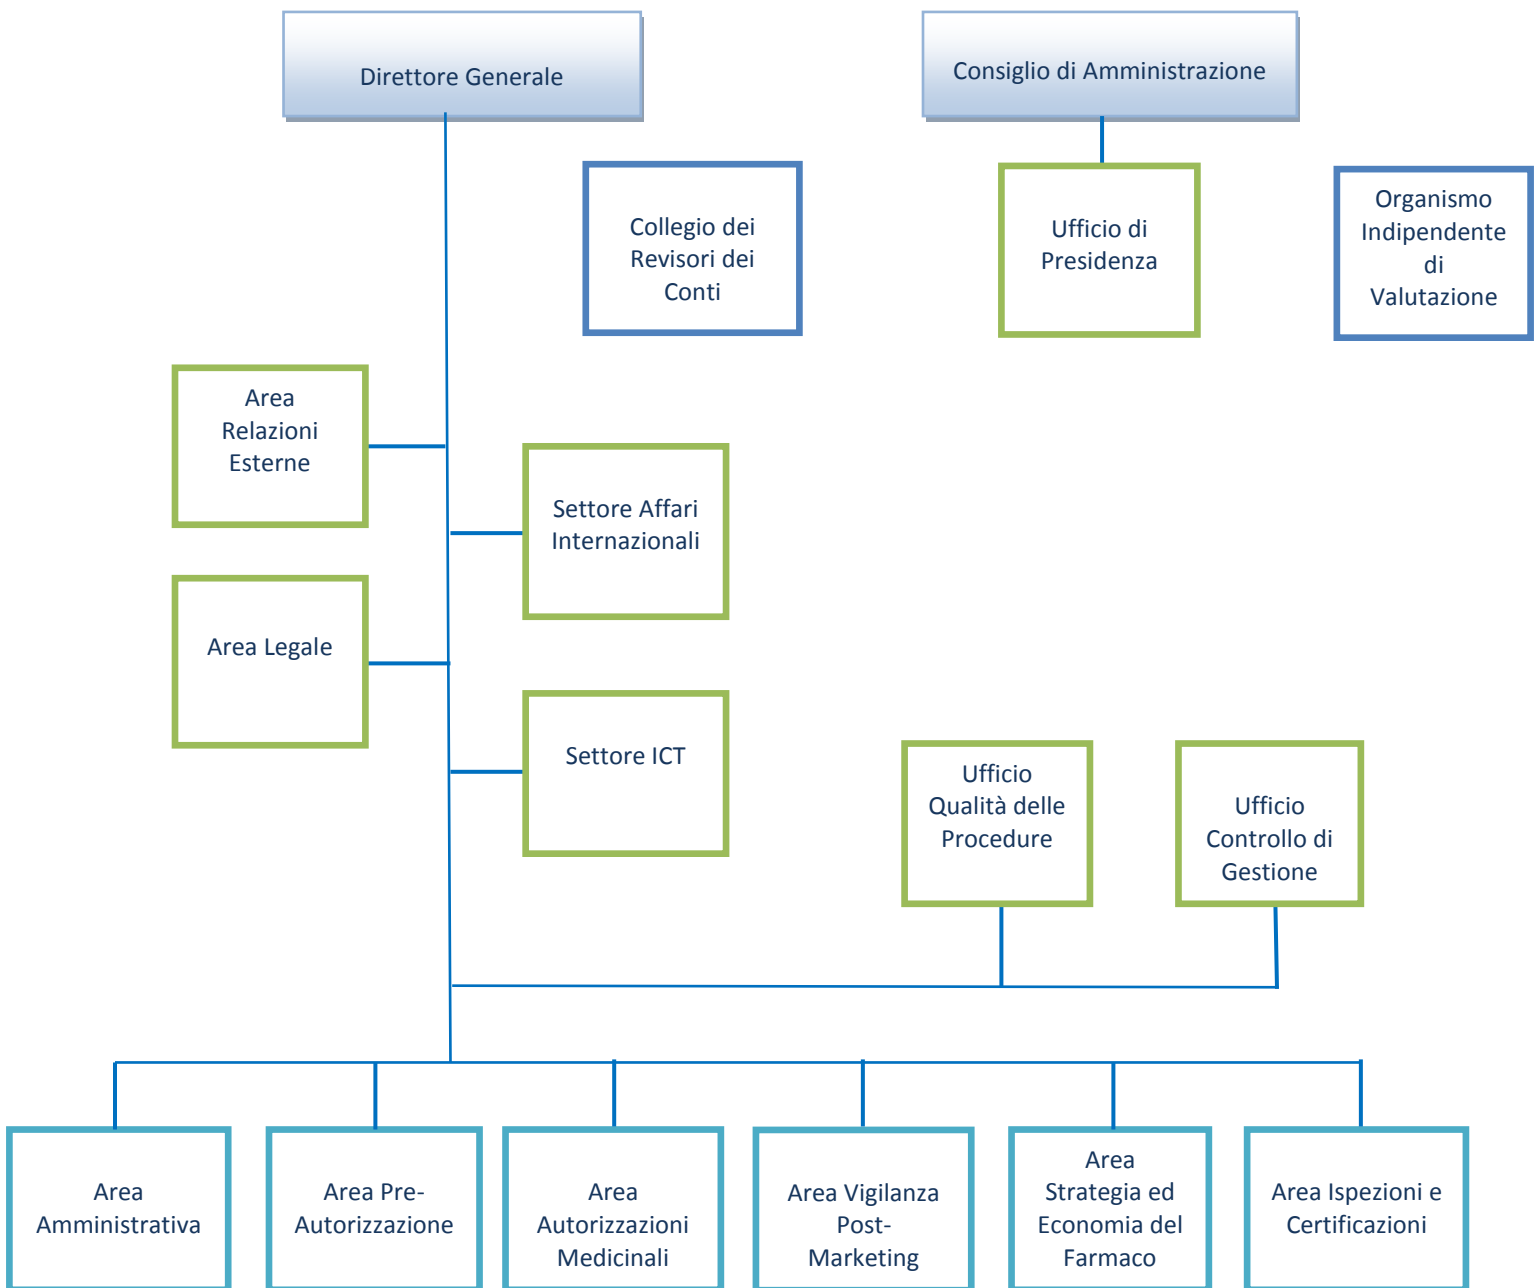 Direttore Generale
Consiglio di Amministrazione
Collegio dei
Revisori dei
Conti
Ufficio di
Presidenza
Organismo
Indipendente
di
Valutazione
Area
Relazioni
Esterne
Settore Affari
Internazionali
Area Legale
Settore ICT
Ufficio
Qualità delle
Procedure
Ufficio
Controllo di
Gestione
Area
Amministrativa
Area Pre-
Autorizzazione
Area
Autorizzazioni
Medicinali
Area Vigilanza
Post-
Marketing
Area
Strategia ed
Economia del
Farmaco
Area Ispezioni e
Certificazioni